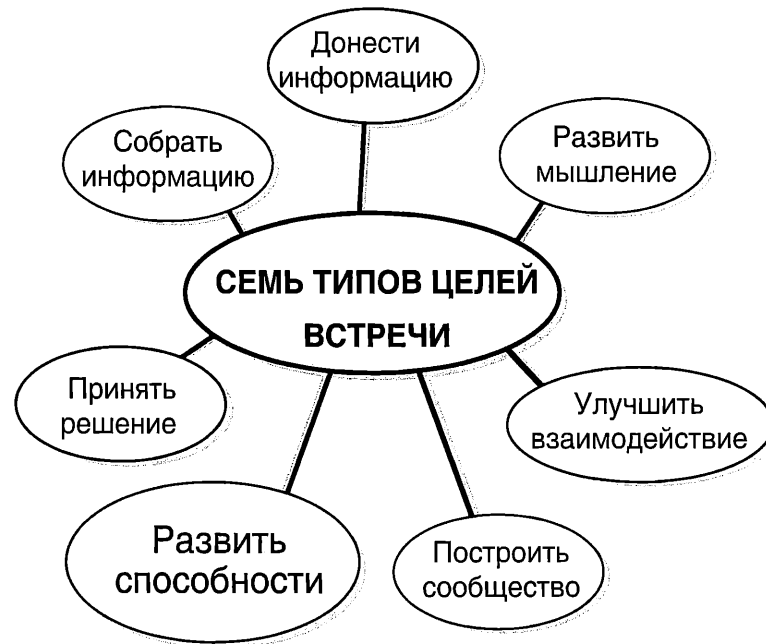 Донести
информацию
Собрать
информацию
Развить
мышление
СЕМЬ ТИПОВ ЦЕЛЕЙ
ВСТРЕЧИ
Принять
решение
Улучшить
взаимодействие
Развить
способности
Построить
сообщество